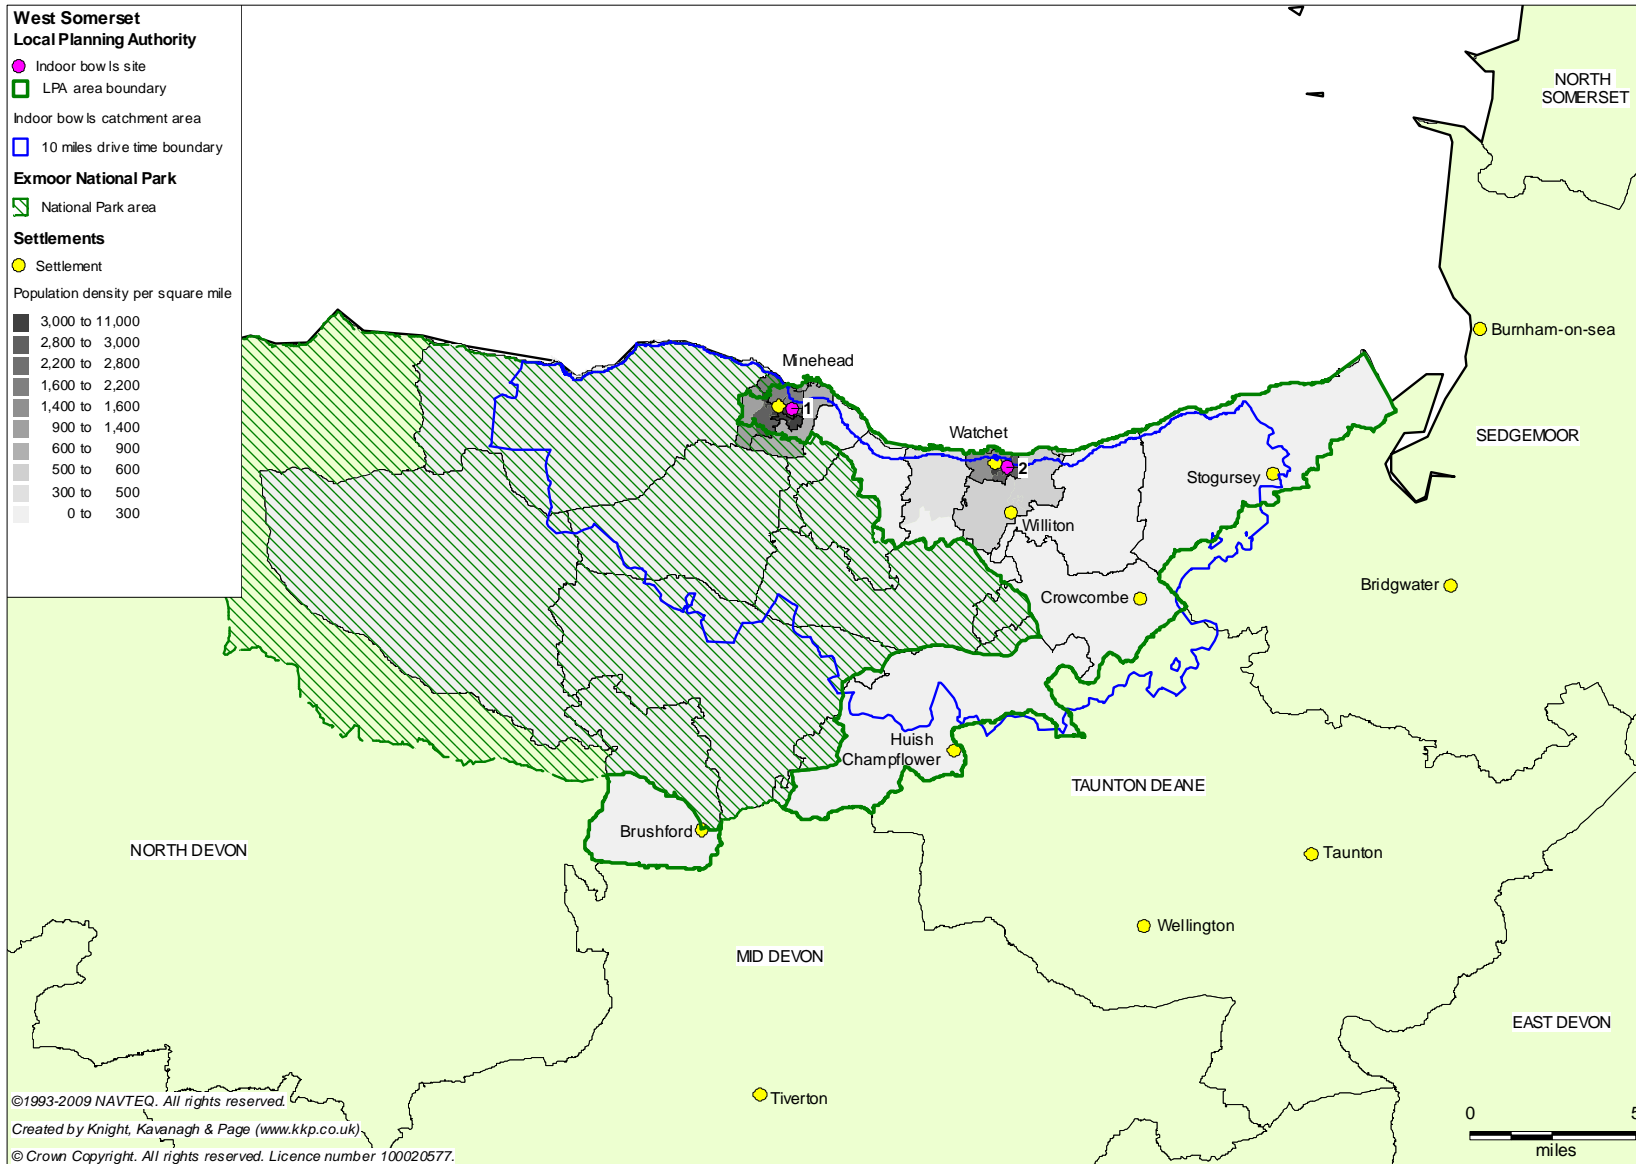 West Somerset
Local Planning Authority
Indoor bowls site
LPA area boundary
Indoor bowls catchment area
10 miles drive time boundary
Exmoor National Park
National Park area
Settlements
Settlement
Population density per square mile
3,000 to 11,000
2,800 to 3,000
2,200 to 2,800
1,600 to 2,200
1,400 to 1,600
900 to 1,400
600 to 900
500 to 600
300 to 500
0 to 300
NORTH
SOMERSET
Burnham-on-sea
Minehead
1
Watchet
2
SEDGEMOOR
Stogursey
Williton
Bridgwater
Crowcombe
Huish
Champflower
TAUNTON DEANE
Brushford
NORTH DEVON
Taunton
Wellington
MID DEVON
EAST DEVON
Tiverton
©1993-2009 NAVTEQ. All rights reserved.
Created by Knight, Kavanagh & Page (www.kkp.co.uk)
© Crown Copyright. All rights reserved. Licence number 100020577.
0 5
miles